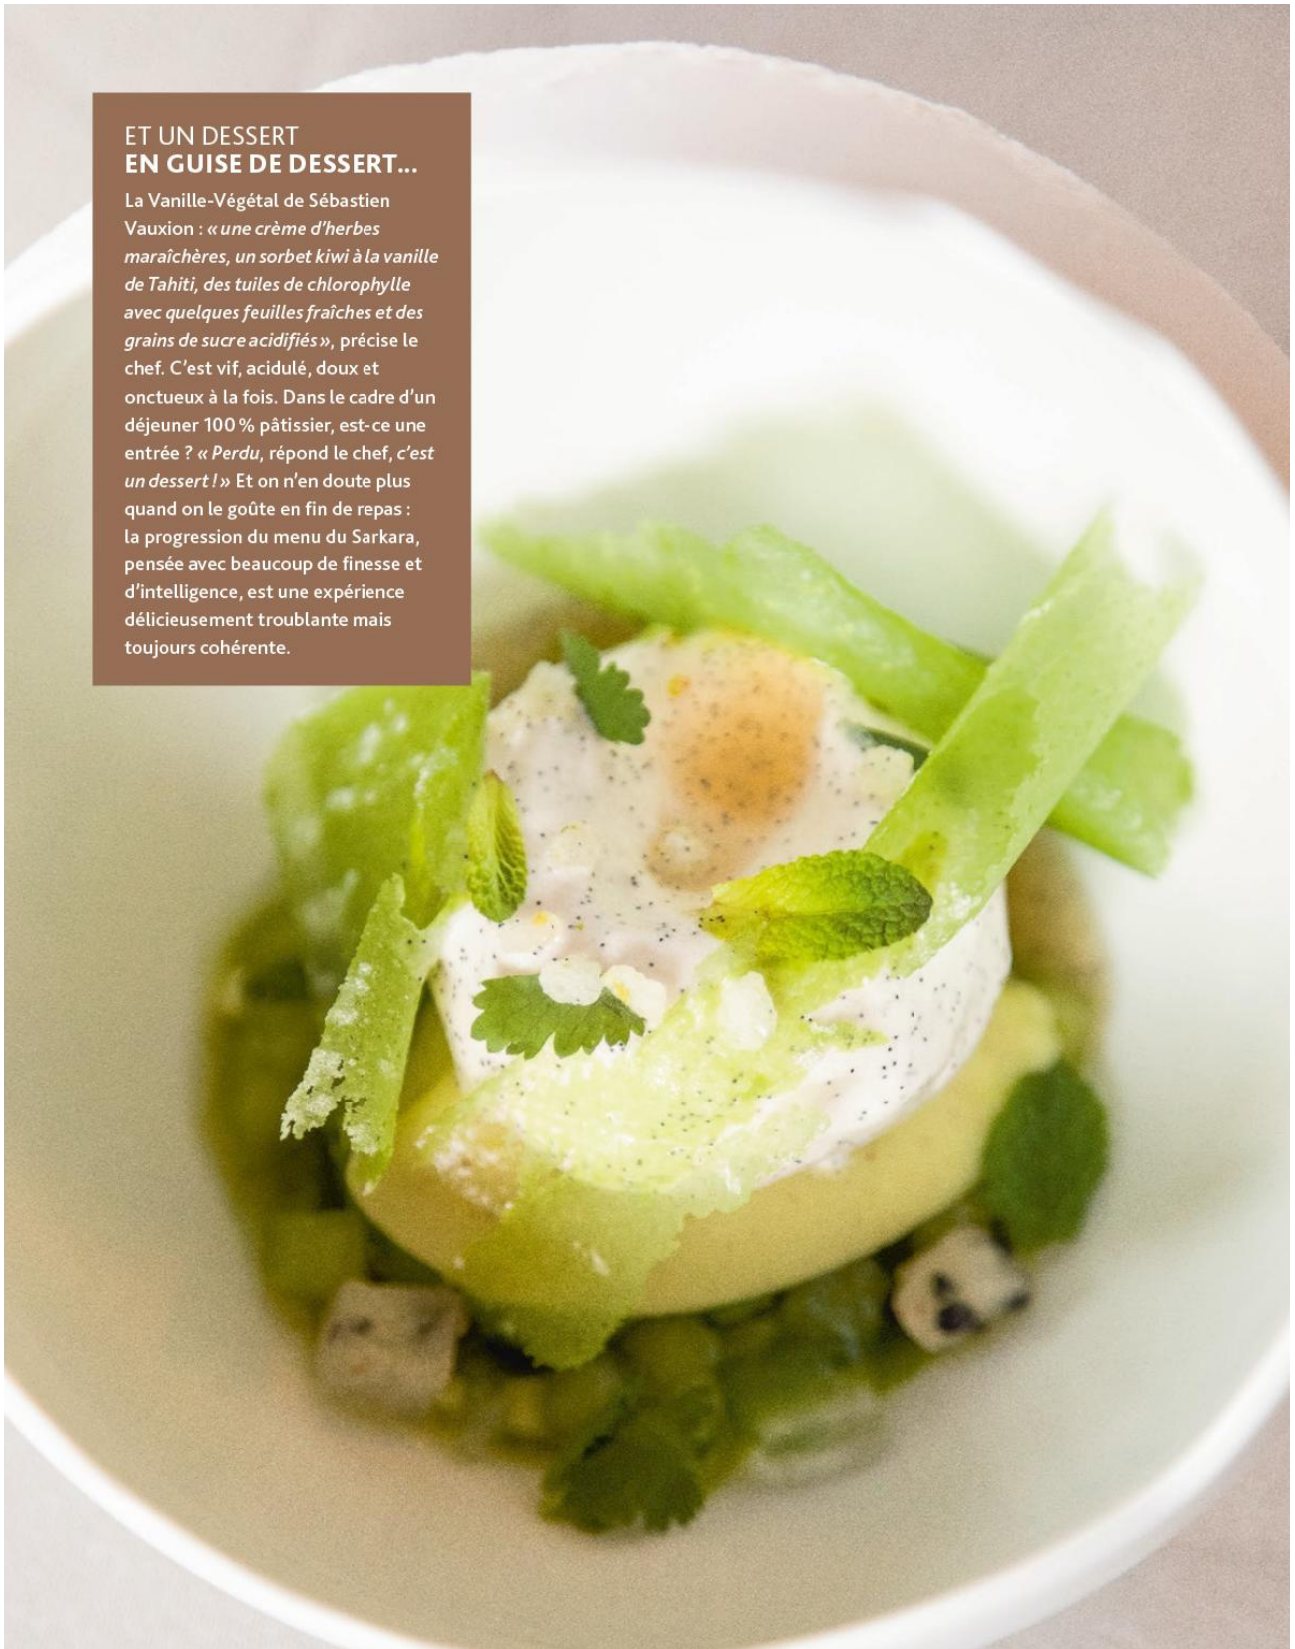 ET UN DESSERT
EN GUISE DE DESSERT...
La Vanille-Végétal de Sébastien
Vauxion : « une crème d’herbes
maraîchères, un sorbet kiwi à la vanille
de Tahiti, des tuiles de chlorophylle
avec quelques feuilles fraîches et des
grains de sucre acidifiés », précise le
chef. C’est vif, acidulé, doux et
onctueux à la fois. Dans le cadre d’un
déjeuner 100 % pâtissier, est-ce une
entrée ? « Perdu, répond le chef, c’est
un dessert ! » Et on n’en doute plus
quand on le goûte en fin de repas :
la progression du menu du Sarkara,
pensée avec beaucoup de finesse et
d’intelligence, est une expérience
délicieusement troublante mais
toujours cohérente.